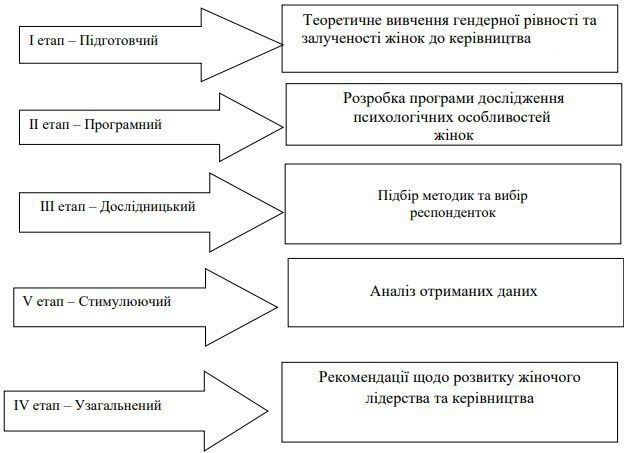 І етап – Підготовчий
Теоретичне вивчення гендерної рівності та
залученості жінок до керівництва
ІІ етап – Програмний
Розробка програми дослідження
психологічних особливостей
жінок
ІІІ етап – Дослідницький
Підбір методик та вибір
респонденток
V етап – Стимулюючий
Аналіз отриманих даних
IV етап – Узагальнений
Рекомендації щодо розвитку жіночого
лідерства та керівництва